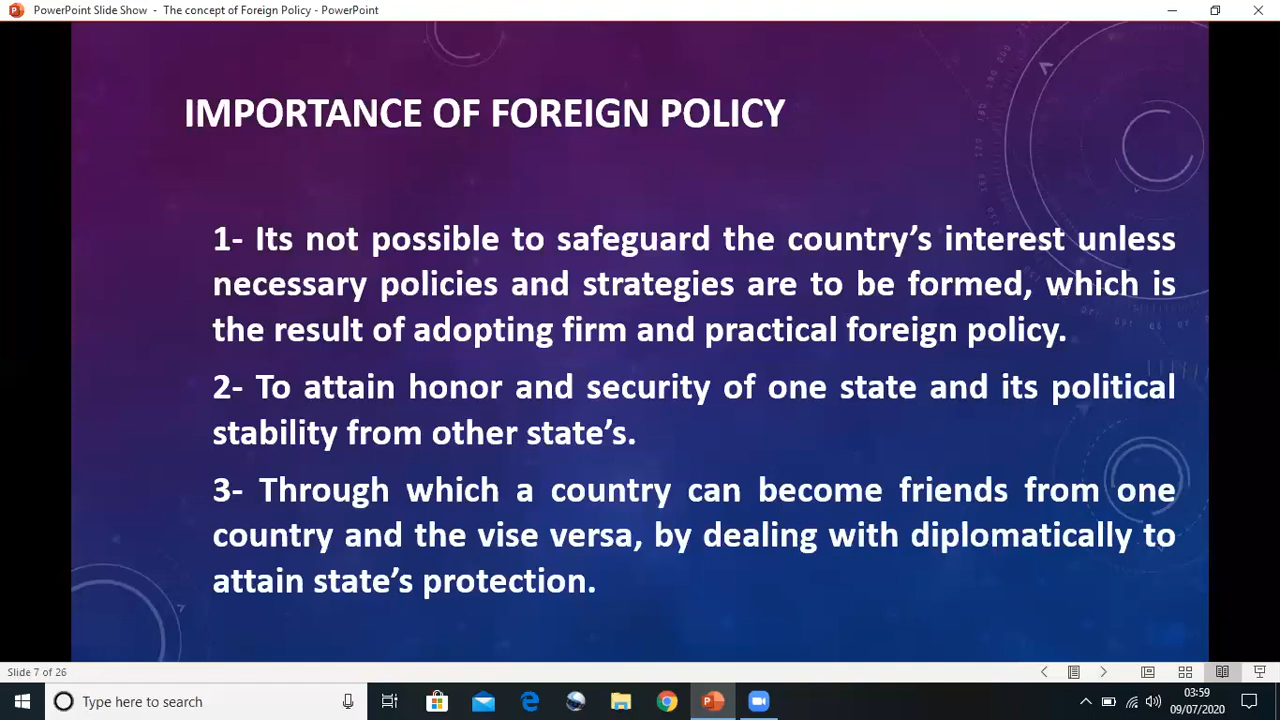 PowerPoint Slide Show - The concept of Foreign Policy - PowerPoint
IMPORTANCE OF FOREIGN POLICY
1- Its not possible to safeguard the country’s interest unless
necessary policies and strategies are to be formed, which is
the result of adopting firm and practical foreign policy.
2- To attain honor and security of one state and its political
stability from other state’s.
3- Through which a country can become friends from one
country and the vise versa, by dealing with diplomatically to
attain state’s protection.
Slide 7 of 26
Type here to search
03:59
09/07/2020